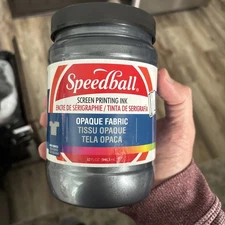 Speedball
SCREEN PRINTING INK
ENCRE DE SÉRIGRAPHIE / TINTA DE SERIGRAFÍA
OPAQUE FABRIC
TISSU OPAQUE
TELA OPACA